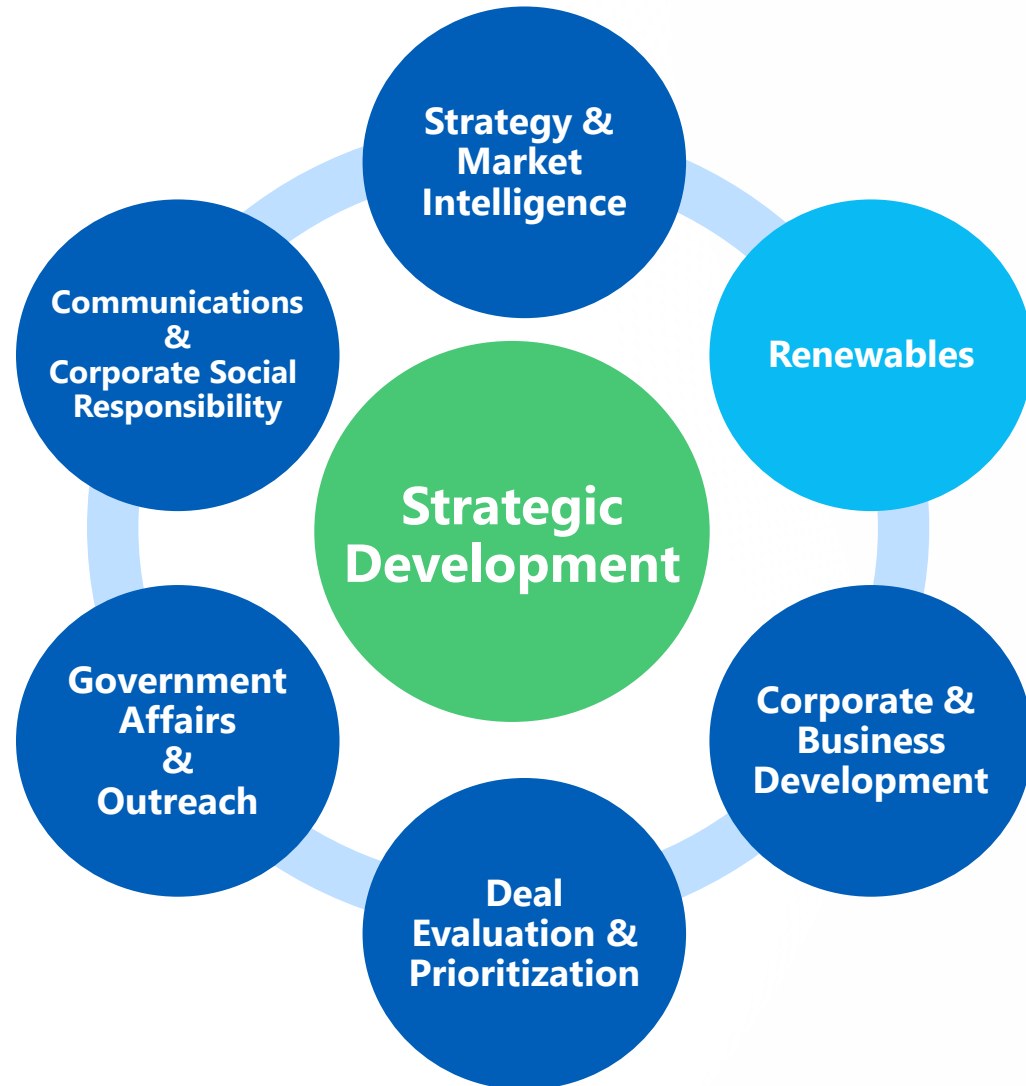 Strategy &
Market
Intelligence
Renewables
Corporate &
Business
Development
Deal
Evaluation &
Prioritization
Government
Affairs
&
Outreach
Communications
&
Corporate Social
Responsibility
Strategic
Development